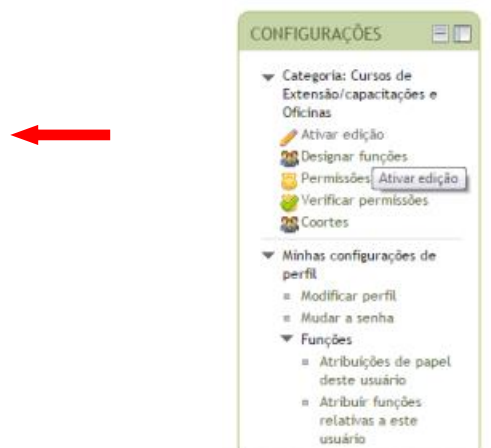 CONFIGURAÇÕES
Categoria: Cursos de
Extensão/capacitações e
Oficinas
Ativar edição
Designar funções
Permissões
Ativar edição
Verificar permissões
Coortes
Minhas configurações de
perfil
Modificar perfil
Mudar a senha
Funções
Atribuições de papel
deste usuário
Atribuir funções
relativas a este
usuário